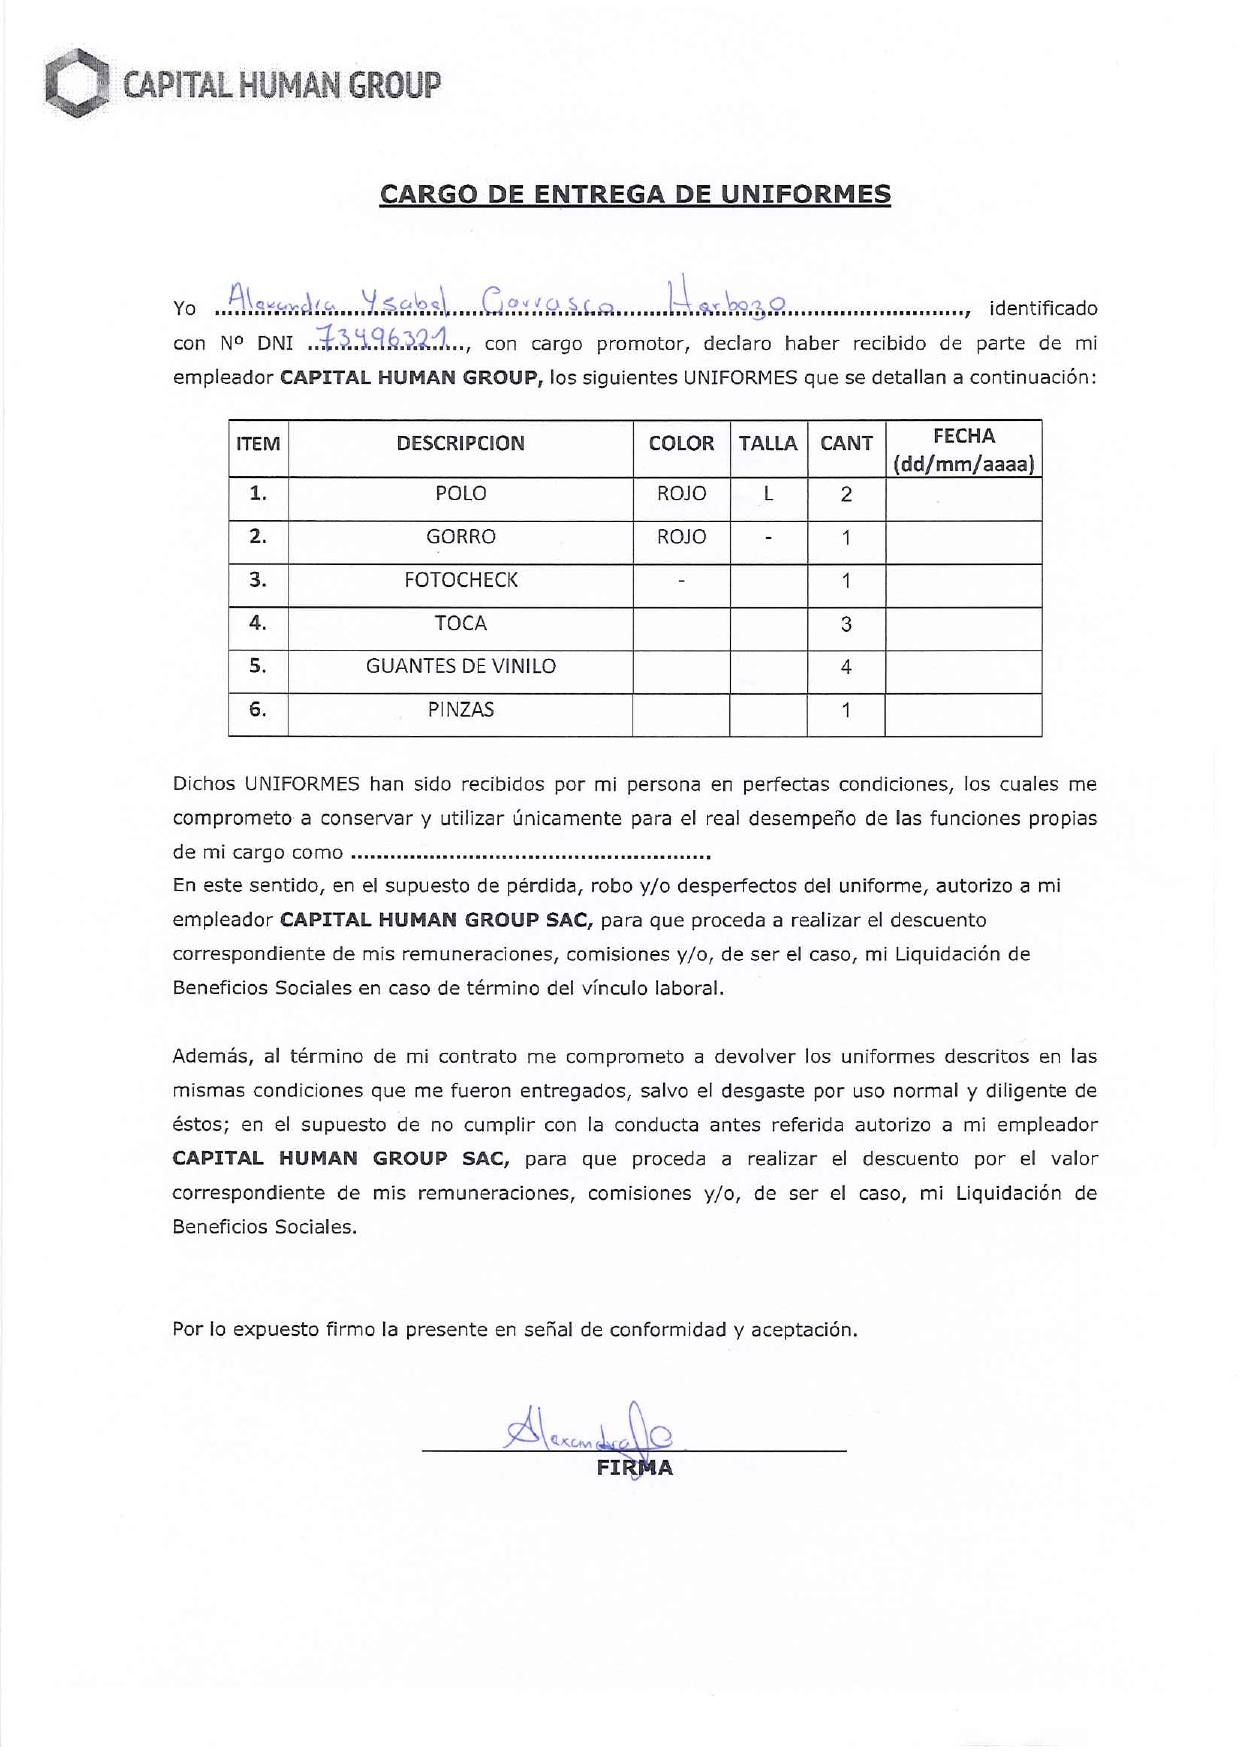 CAPITAL HUMAN GROUP
CARGO DE ENTREGA DE UNIFORMES
Yo Alexandra Ysabel Carrasco Harbozo, identificado
con Nº DNI 73496321, con cargo promotor, declaro haber recibido de parte de mi
empleador CAPITAL HUMAN GROUP, los siguientes UNIFORMES que se detallan a continuación:
ITEM DESCRIPCION COLOR TALLA CANT FECHA (dd/mm/aaaa)
1. POLO ROJO L 2
2. GORRO ROJO - 1
3. FOTOCHECK - 1
4. TOCA 3
5. GUANTES DE VINILO 4
6. PINZAS 1
Dichos UNIFORMES han sido recibidos por mi persona en perfectas condiciones, los cuales me
comprometo a conservar y utilizar únicamente para el real desempeño de las funciones propias
de mi cargo como .......................................................
En este sentido, en el supuesto de pérdida, robo y/o desperfectos del uniforme, autorizo a mi
empleador CAPITAL HUMAN GROUP SAC, para que proceda a realizar el descuento
correspondiente de mis remuneraciones, comisiones y/o, de ser el caso, mi Liquidación de
Beneficios Sociales en caso de término del vínculo laboral.
Además, al término de mi contrato me comprometo a devolver los uniformes descritos en las
mismas condiciones que me fueron entregados, salvo el desgaste por uso normal y diligente de
éstos; en el supuesto de no cumplir con la conducta antes referida autorizo a mi empleador
CAPITAL HUMAN GROUP SAC, para que proceda a realizar el descuento por el valor
correspondiente de mis remuneraciones, comisiones y/o, de ser el caso, mi Liquidación de
Beneficios Sociales.
Por lo expuesto firmo la presente en señal de conformidad y aceptación.
FIRMA